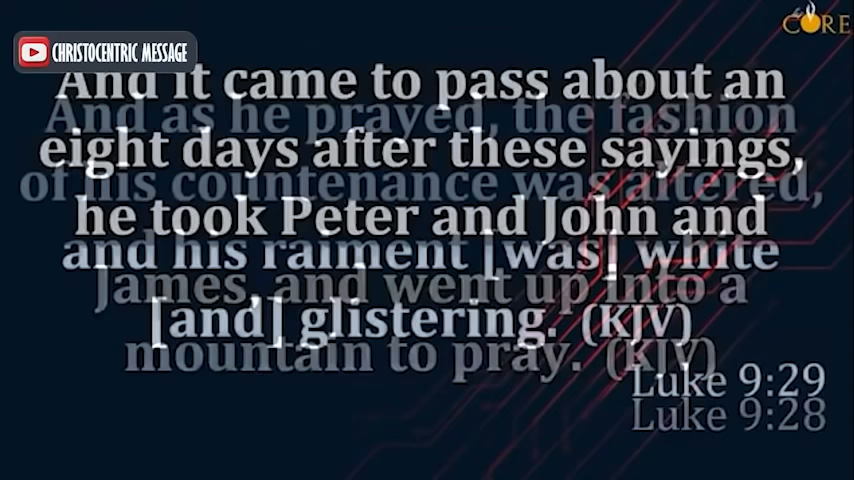 CORE
CHRISTOCENTRIC MESSAGE
And it came to pass about an
And as he prayed, the fashion
eight days after these sayings,
of his countenance was altered,
he took Peter and John and
and his raiment [was] white
James, and went up into a
[and] glistering. (KJV)
mountain to pray. (KJV)
Luke 9:29
Luke 9:28